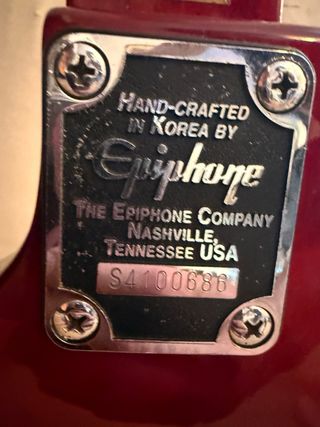 HAND-CRAFTED
IN KOREA BY
Epiphone
THE EPIPHONE COMPANY
NASHVILLE,
TENNESSEE USA
S4100686